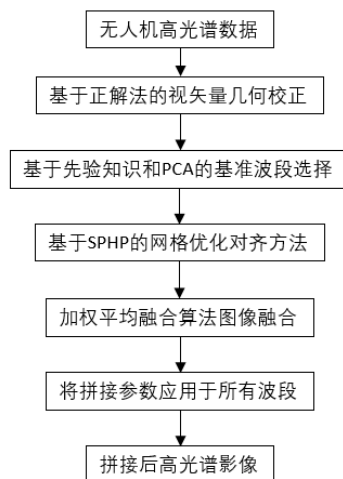 无人机高光谱数据
基于正解法的视矢量几何校正
基于先验知识和PCA的基准波段选择
基于SPHP的网格优化对齐方法
加权平均融合算法图像融合
将拼接参数应用于所有波段
拼接后高光谱影像